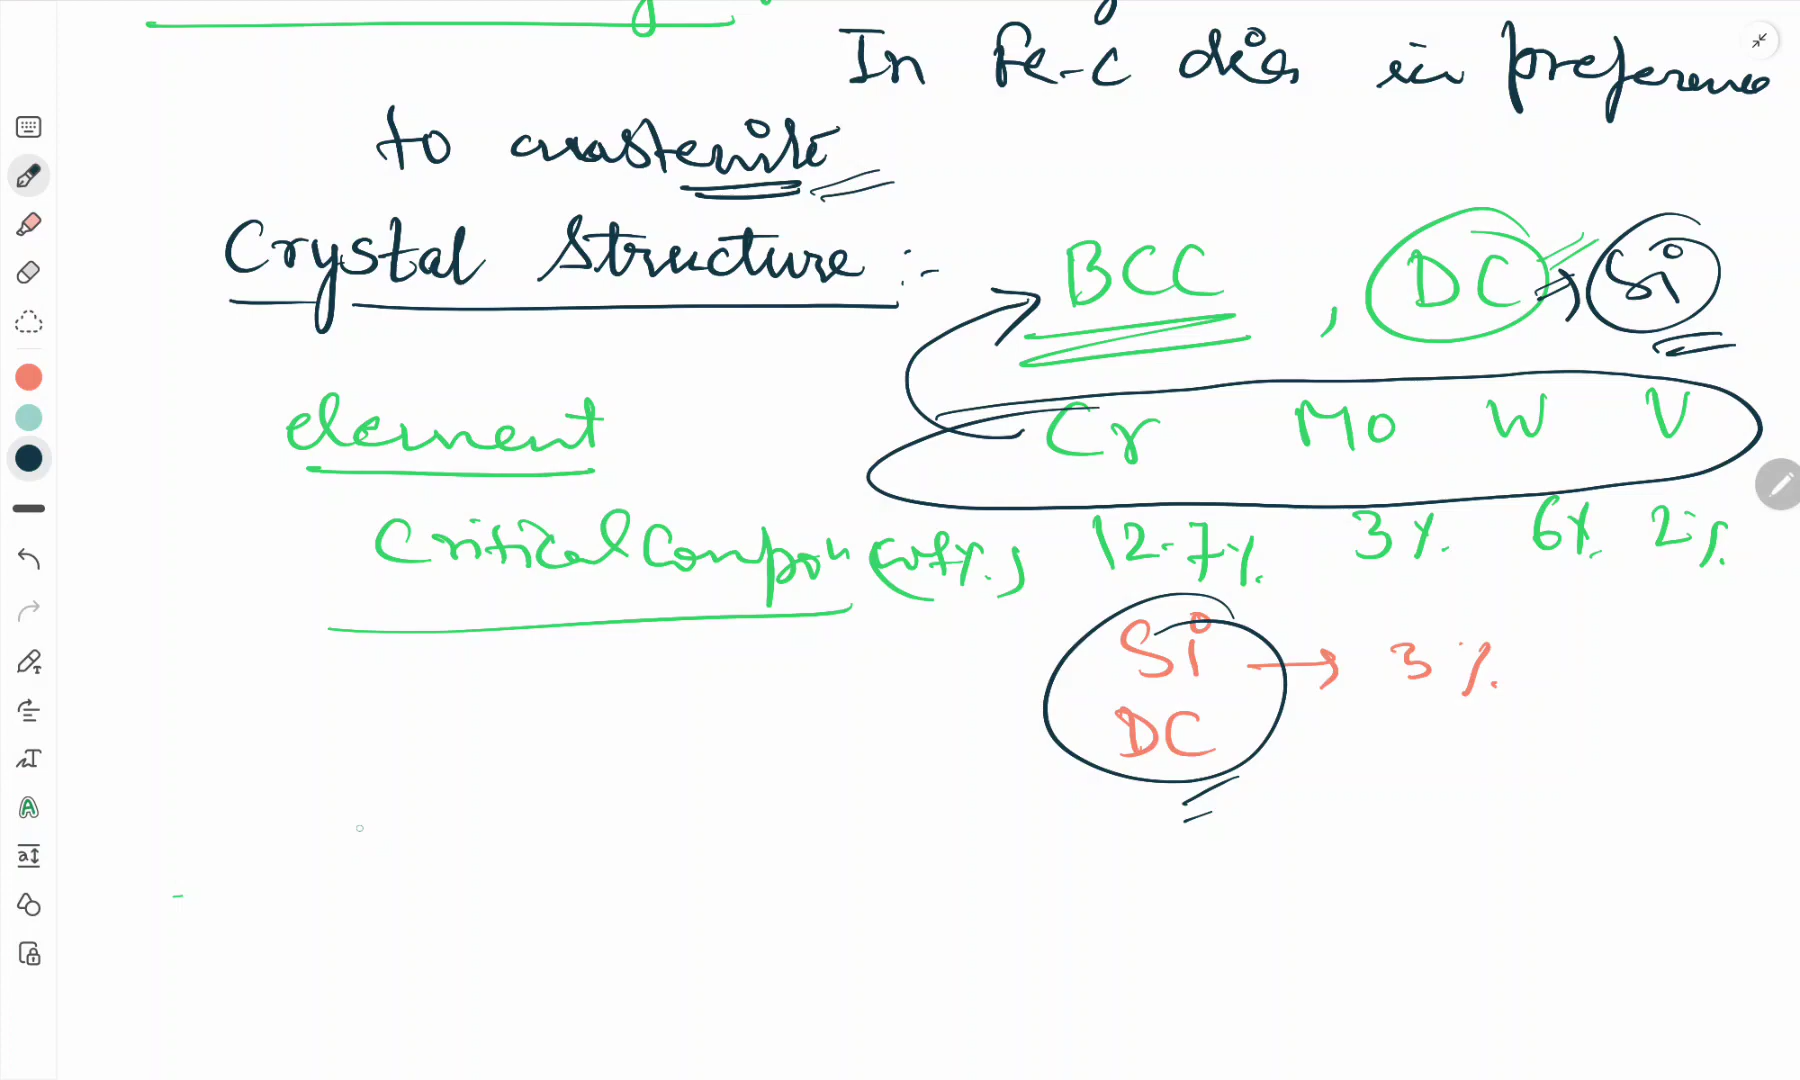 In Fe-C dia in preference
to austenite
Crystal Structure :- BCC , DC → Si
element Cr Mo W V
Critical Compon (wt%) 12.7% 3% 6% 2%
Si → 3%
DC